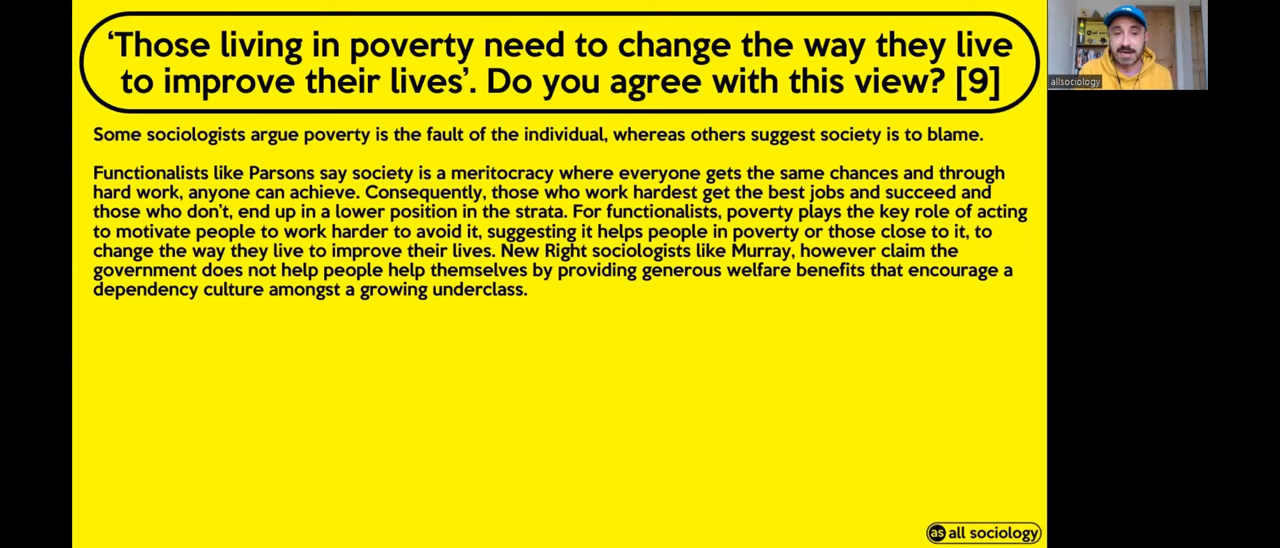 ‘Those living in poverty need to change the way they live
to improve their lives’. Do you agree with this view? [9]
allsociology
Some sociologists argue poverty is the fault of the individual, whereas others suggest society is to blame.
Functionalists like Parsons say society is a meritocracy where everyone gets the same chances and through
hard work, anyone can achieve. Consequently, those who work hardest get the best jobs and succeed and
those who don’t, end up in a lower position in the strata. For functionalists, poverty plays the key role of acting
to motivate people to work harder to avoid it, suggesting it helps people in poverty or those close to it, to
change the way they live to improve their lives. New Right sociologists like Murray, however claim the
government does not help people help themselves by providing generous welfare benefits that encourage a
dependency culture amongst a growing underclass.
as all sociology